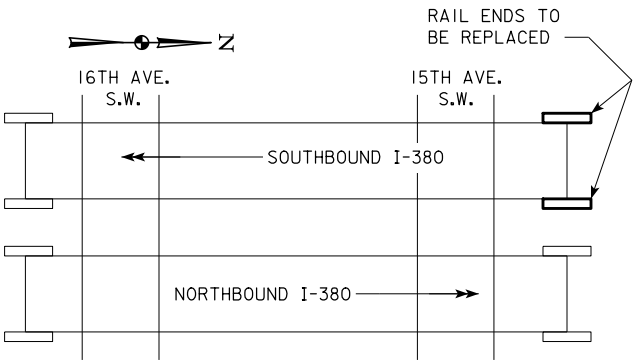 RAIL ENDS TO
BE REPLACED
N
16TH AVE.
S.W.
15TH AVE.
S.W.
SOUTHBOUND I-380
NORTHBOUND I-380